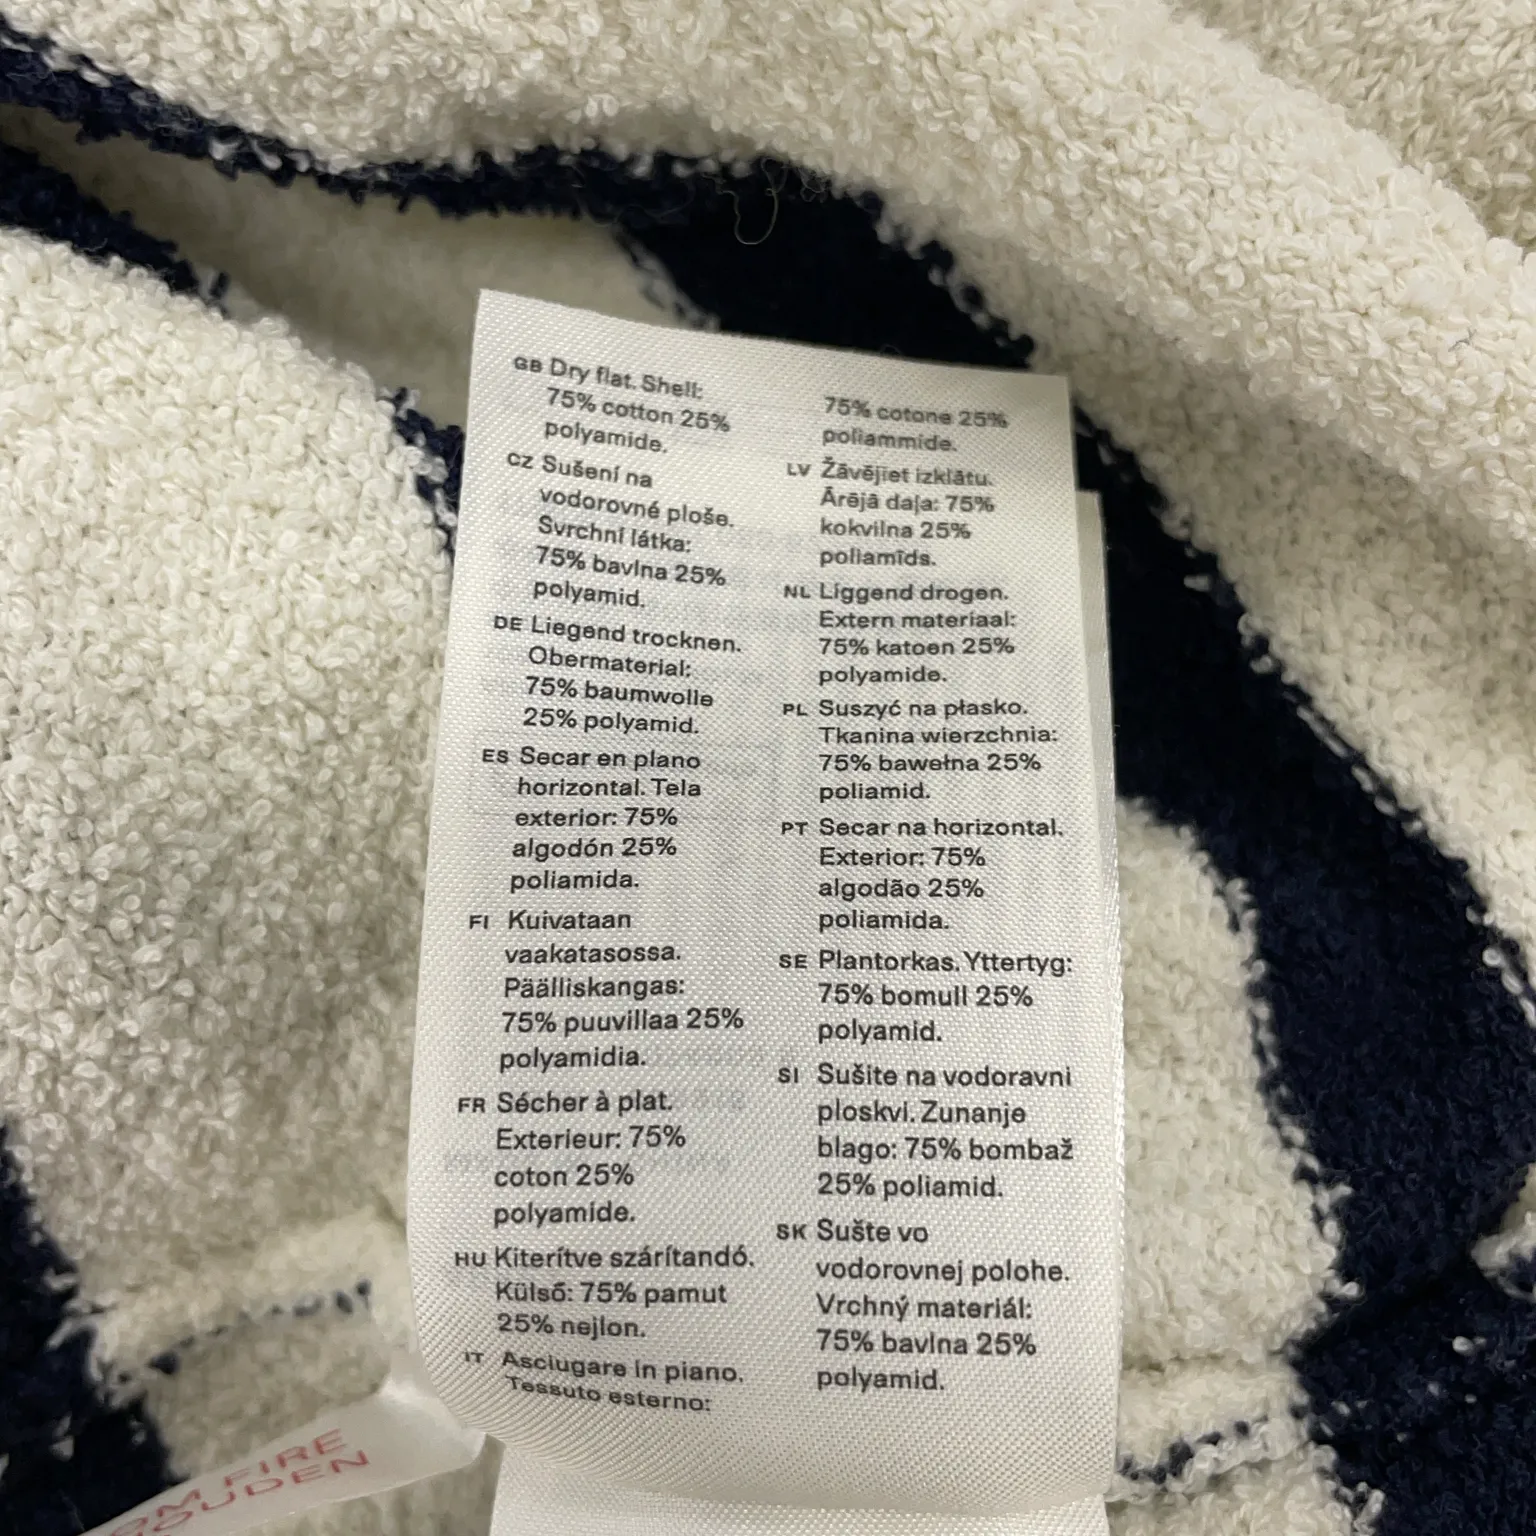 GB Dry flat. Shell:
75% cotton 25%
polyamide.
CZ Sušení na
vodorovné ploše.
Svrchní látka:
75% bavlna 25%
polyamid.
DE Liegend trocknen.
Obermaterial:
75% baumwolle
25% polyamid.
ES Secar en plano
horizontal. Tela
exterior: 75%
algodón 25%
poliamida.
FI Kuivataan
vaakatasossa.
Päälliskangas:
75% puuvillaa 25%
polyamidia.
FR Sécher à plat.
Exterieur: 75%
coton 25%
polyamide.
HU Kiterítve szárítandó.
Külső: 75% pamut
25% nejlon.
IT Asciugare in piano.
Tessuto esterno:
75% cotone 25%
poliammide.
LV Žāvējiet izklātu.
Ārējā daļa: 75%
kokvilna 25%
poliamīds.
NL Liggend drogen.
Extern materiaal:
75% katoen 25%
polyamide.
PL Suszyć na płasko.
Tkanina wierzchnia:
75% bawełna 25%
poliamid.
PT Secar na horizontal.
Exterior: 75%
algodão 25%
poliamida.
SE Plantorkas. Yttertyg:
75% bomull 25%
polyamid.
SI Sušite na vodoravni
ploskvi. Zunanje
blago: 75% bombaž
25% poliamid.
SK Sušte vo
vodorovnej polohe.
Vrchný materiál:
75% bavlna 25%
polyamid.
FIRE